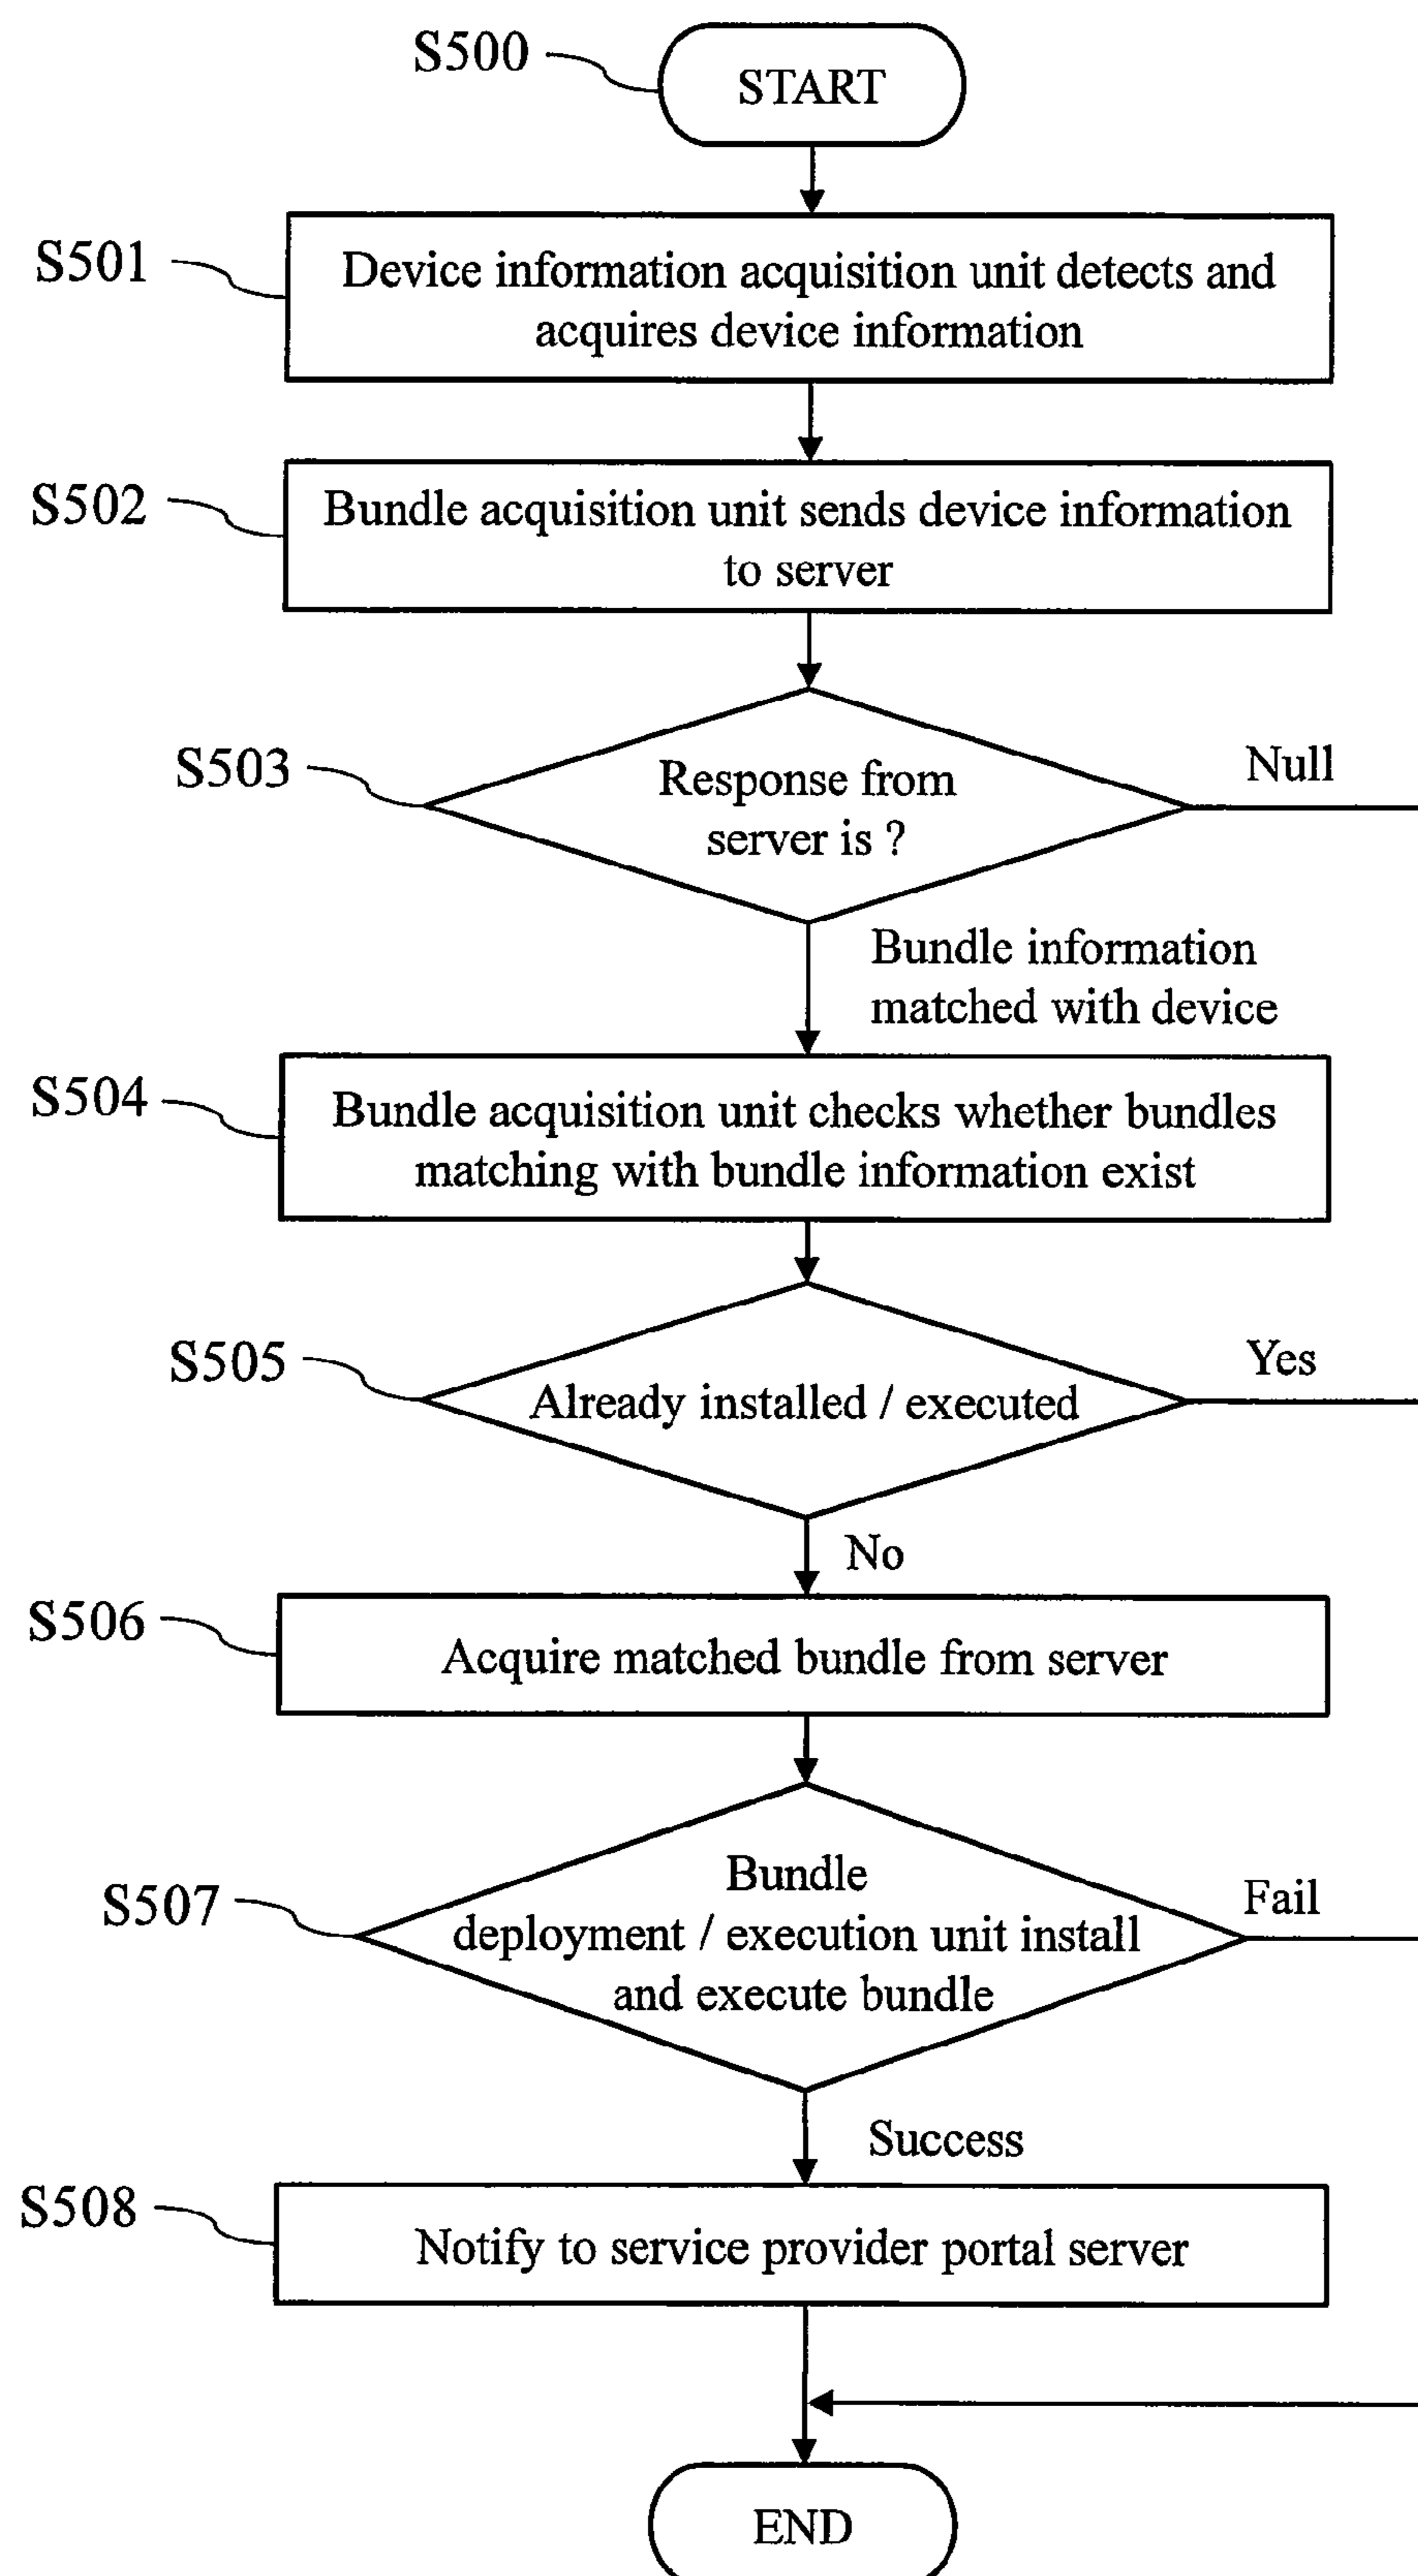 S500
START
S501
Device information acquisition unit detects and
acquires device information
S502
Bundle acquisition unit sends device information
to server
S503
Response from
server is ?
Null
Bundle information
matched with device
S504
Bundle acquisition unit checks whether bundles
matching with bundle information exist
S505
Already installed / executed
Yes
No
S506
Acquire matched bundle from server
S507
Bundle
deployment / execution unit install
and execute bundle
Fail
Success
S508
Notify to service provider portal server
END